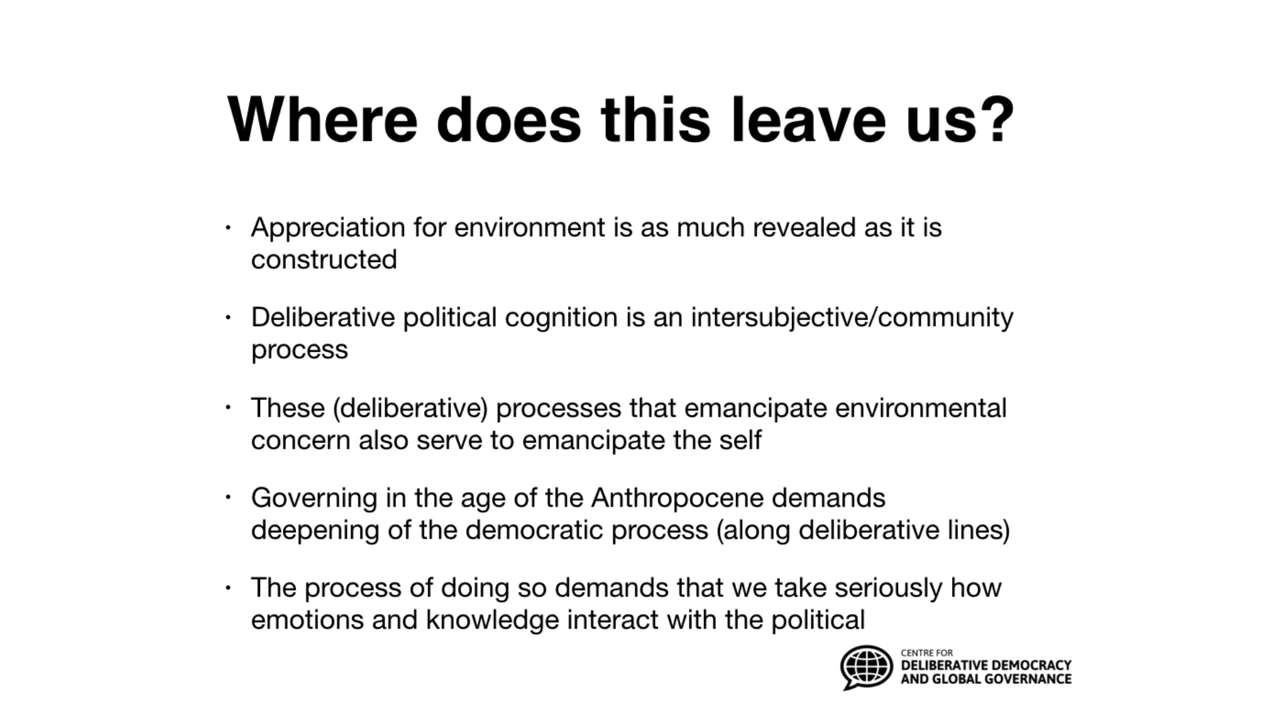 Where does this leave us?
· Appreciation for environment is as much revealed as it is
constructed
· Deliberative political cognition is an intersubjective/community
process
· These (deliberative) processes that emancipate environmental
concern also serve to emancipate the self
· Governing in the age of the Anthropocene demands
deepening of the democratic process (along deliberative lines)
· The process of doing so demands that we take seriously how
emotions and knowledge interact with the political
CENTRE FOR
DELIBERATIVE DEMOCRACY
AND GLOBAL GOVERNANCE